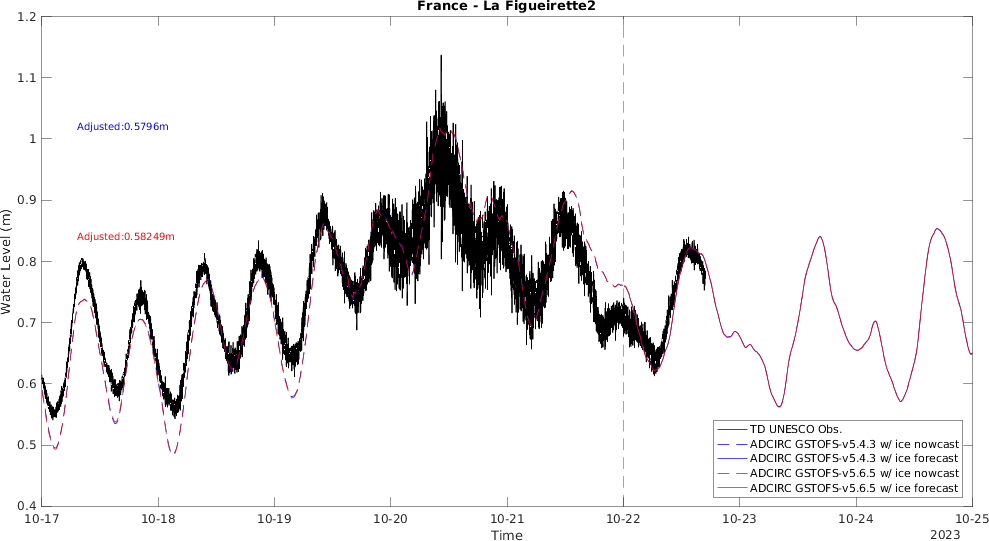 France - La Figueirette2
1.2
1.1
1
0.9
0.8
0.7
0.6
0.5
0.4
Water Level (m)
Adjusted:0.5796m
Adjusted:0.58249m
TD UNESCO Obs.
ADCIRC GSTOFS-v5.4.3 w/ ice nowcast
ADCIRC GSTOFS-v5.4.3 w/ ice forecast
ADCIRC GSTOFS-v5.6.5 w/ ice nowcast
ADCIRC GSTOFS-v5.6.5 w/ ice forecast
10-17 10-18 10-19 10-20 10-21 10-22 10-23 10-24 10-25
Time
2023